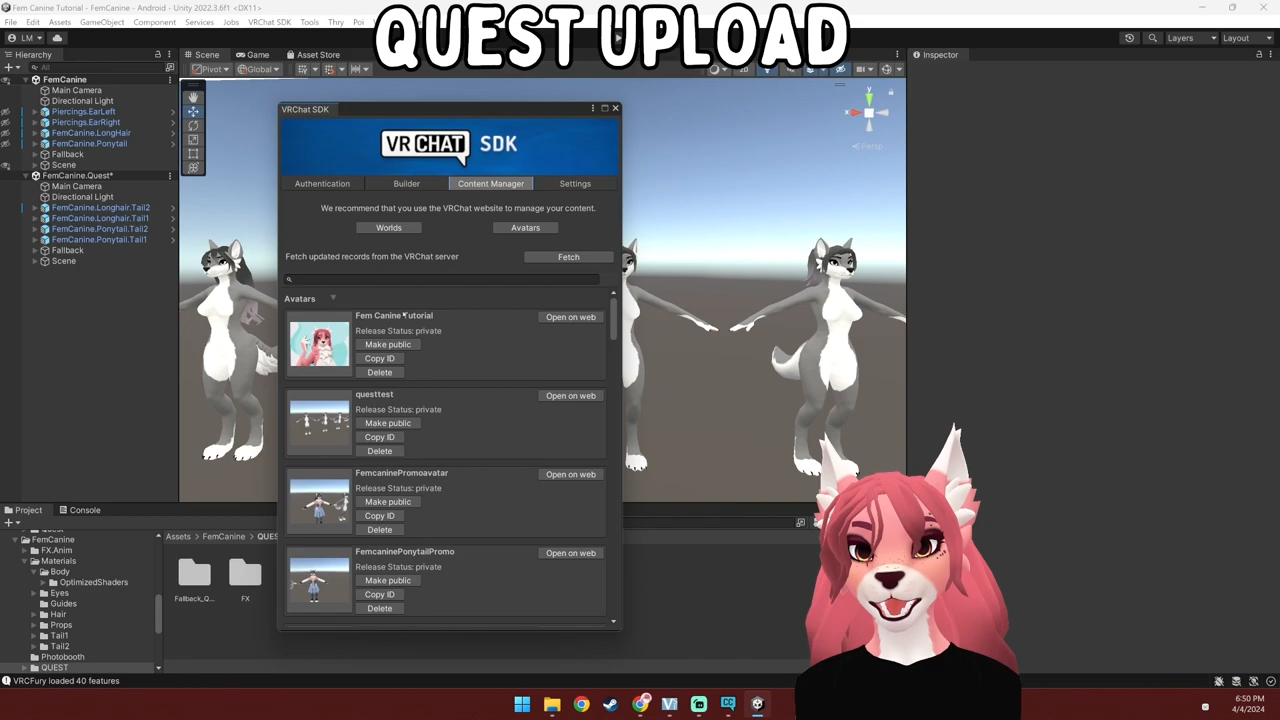 Fem Canine Tutorial - FemCanine - Android - Unity 2022.3.6f1 <DX11>
File Edit Assets GameObject Component Services Jobs VRChat SDK Tools Thry Poi
QUEST UPLOAD
LM
Layers
Layout
Hierarchy
Scene
Game
Asset Store
Inspector
All
Pivot
Global
2D
FemCanine
Main Camera
Directional Light
Piercings.EarLeft
Piercings.EarRight
FemCanine.LongHair
FemCanine.Ponytail
Fallback
Scene
FemCanine.Quest*
Main Camera
Directional Light
FemCanine.Longhair.Tail2
FemCanine.Longhair.Tail1
FemCanine.Ponytail.Tail2
FemCanine.Ponytail.Tail1
Fallback
Scene
y
x
Persp
VRChat SDK
VRCHAT SDK
Authentication
Builder
Content Manager
Settings
We recommend that you use the VRChat website to manage your content.
Worlds
Avatars
Fetch updated records from the VRChat server
Fetch
Avatars
Fem Canine Tutorial
Open on web
Release Status: private
Make public
Copy ID
Delete
questtest
Open on web
Release Status: private
Make public
Copy ID
Delete
FemcaninePromoavatar
Open on web
Release Status: private
Make public
Copy ID
Delete
FemcaninePonytailPromo
Open on web
Release Status: private
Make public
Copy ID
Delete
Project
Console
FemCanine
FX.Anim
Materials
Body
OptimizedShaders
Eyes
Guides
Hair
Props
Tail1
Tail2
Photobooth
QUEST
Assets > FemCanine > QUES
Fallback_Q...
FX
VRCFury loaded 40 features
6:50 PM
4/4/2024